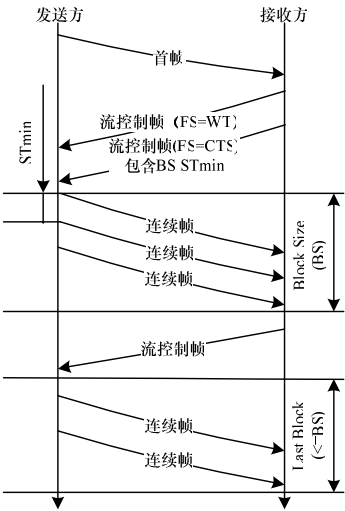 发送方
接收方
首帧
流控制帧（FS=WT)
流控制帧(FS=CTS)
包含BS STmin
STmin
连续帧
连续帧
连续帧
Block Size
(BS)
流控制帧
连续帧
连续帧
Last Block
(<=BS)